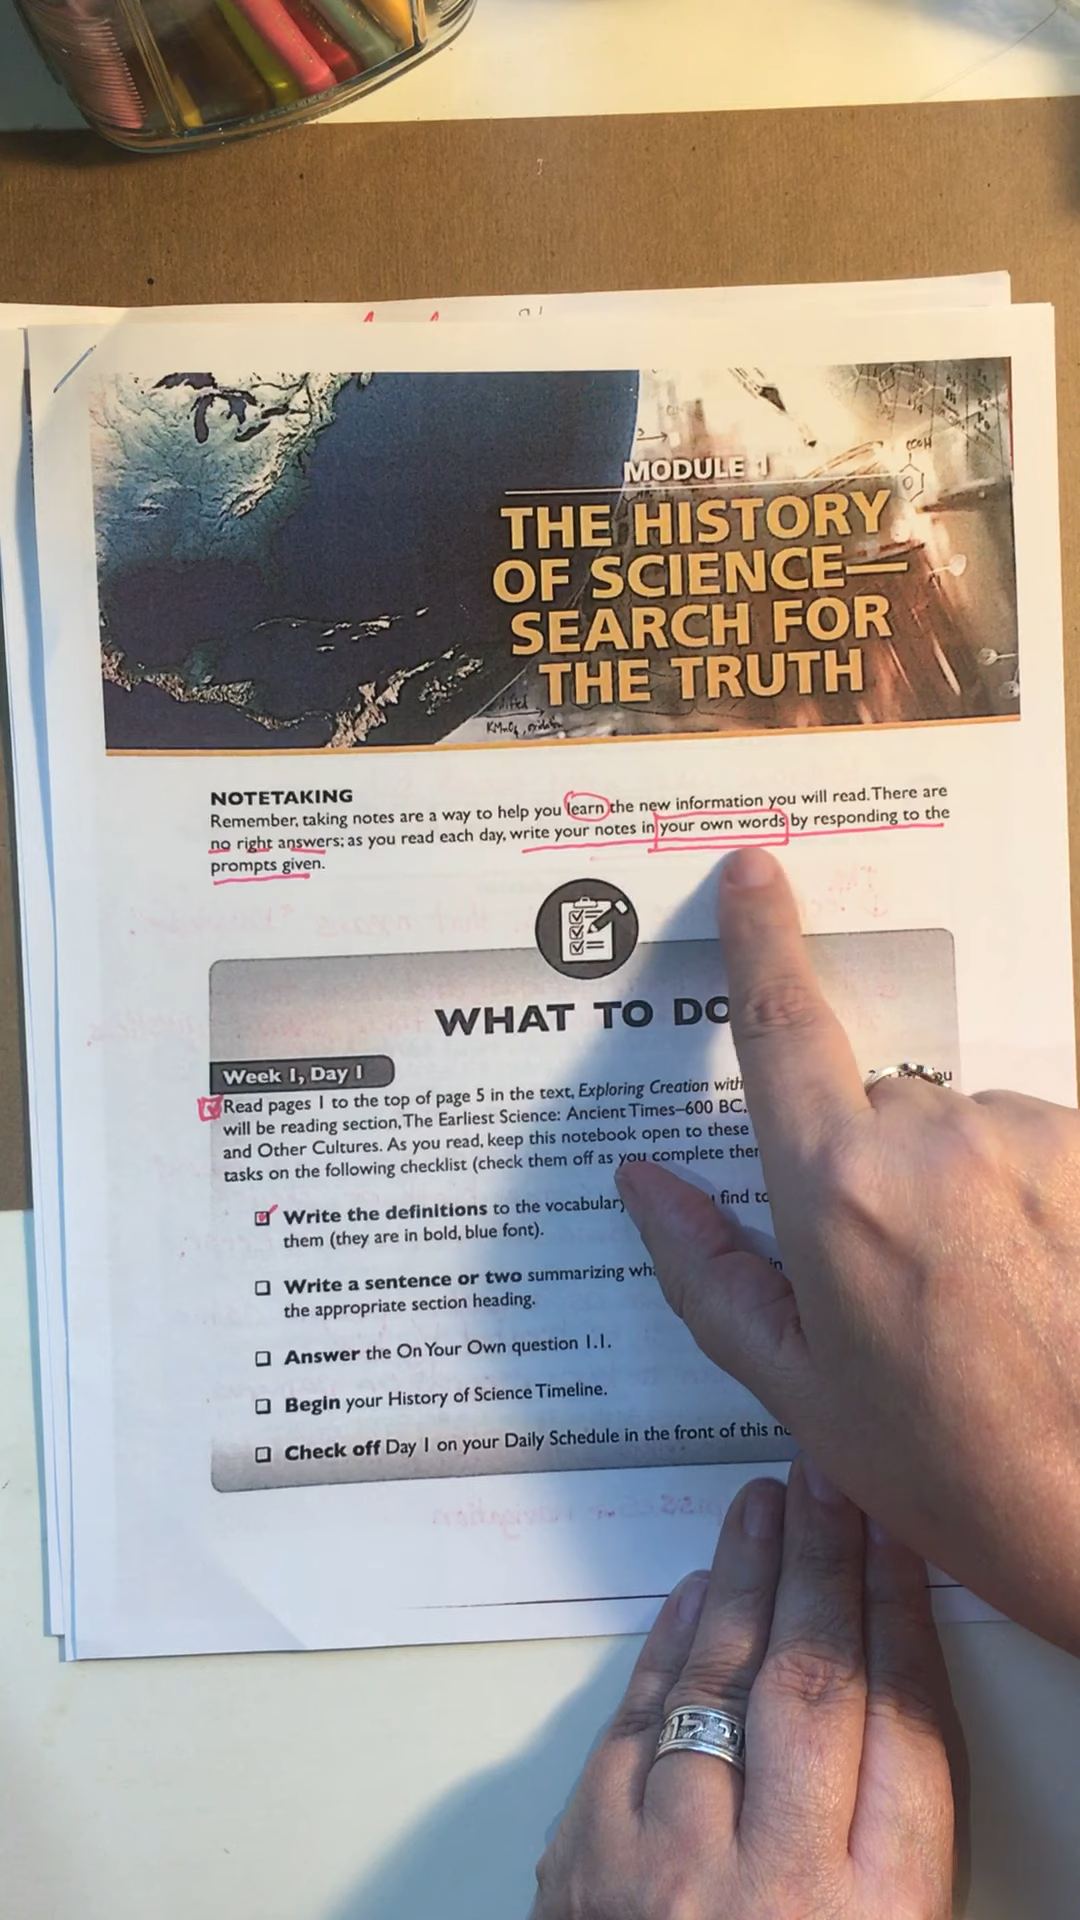 MODULE 1
THE HISTORY
OF SCIENCE—
SEARCH FOR
THE TRUTH
COOH
KMnO₄
NOTETAKING
Remember, taking notes are a way to help you learn the new information you will read. There are
no right answers; as you read each day, write your notes in your own words by responding to the
prompts given.
WHAT TO DO
Week 1, Day 1
Read pages 1 to the top of page 5 in the text, Exploring Creation with
will be reading section, The Earliest Science: Ancient Times–600 BC,
and Other Cultures. As you read, keep this notebook open to these
tasks on the following checklist (check them off as you complete
Write the definitions to the vocabulary find
them (they are in bold, blue font).
Write a sentence or two summarizing in
the appropriate section heading.
Answer the On Your Own question 1.1.
Begin your History of Science Timeline.
Check off Day 1 on your Daily Schedule in the front of this